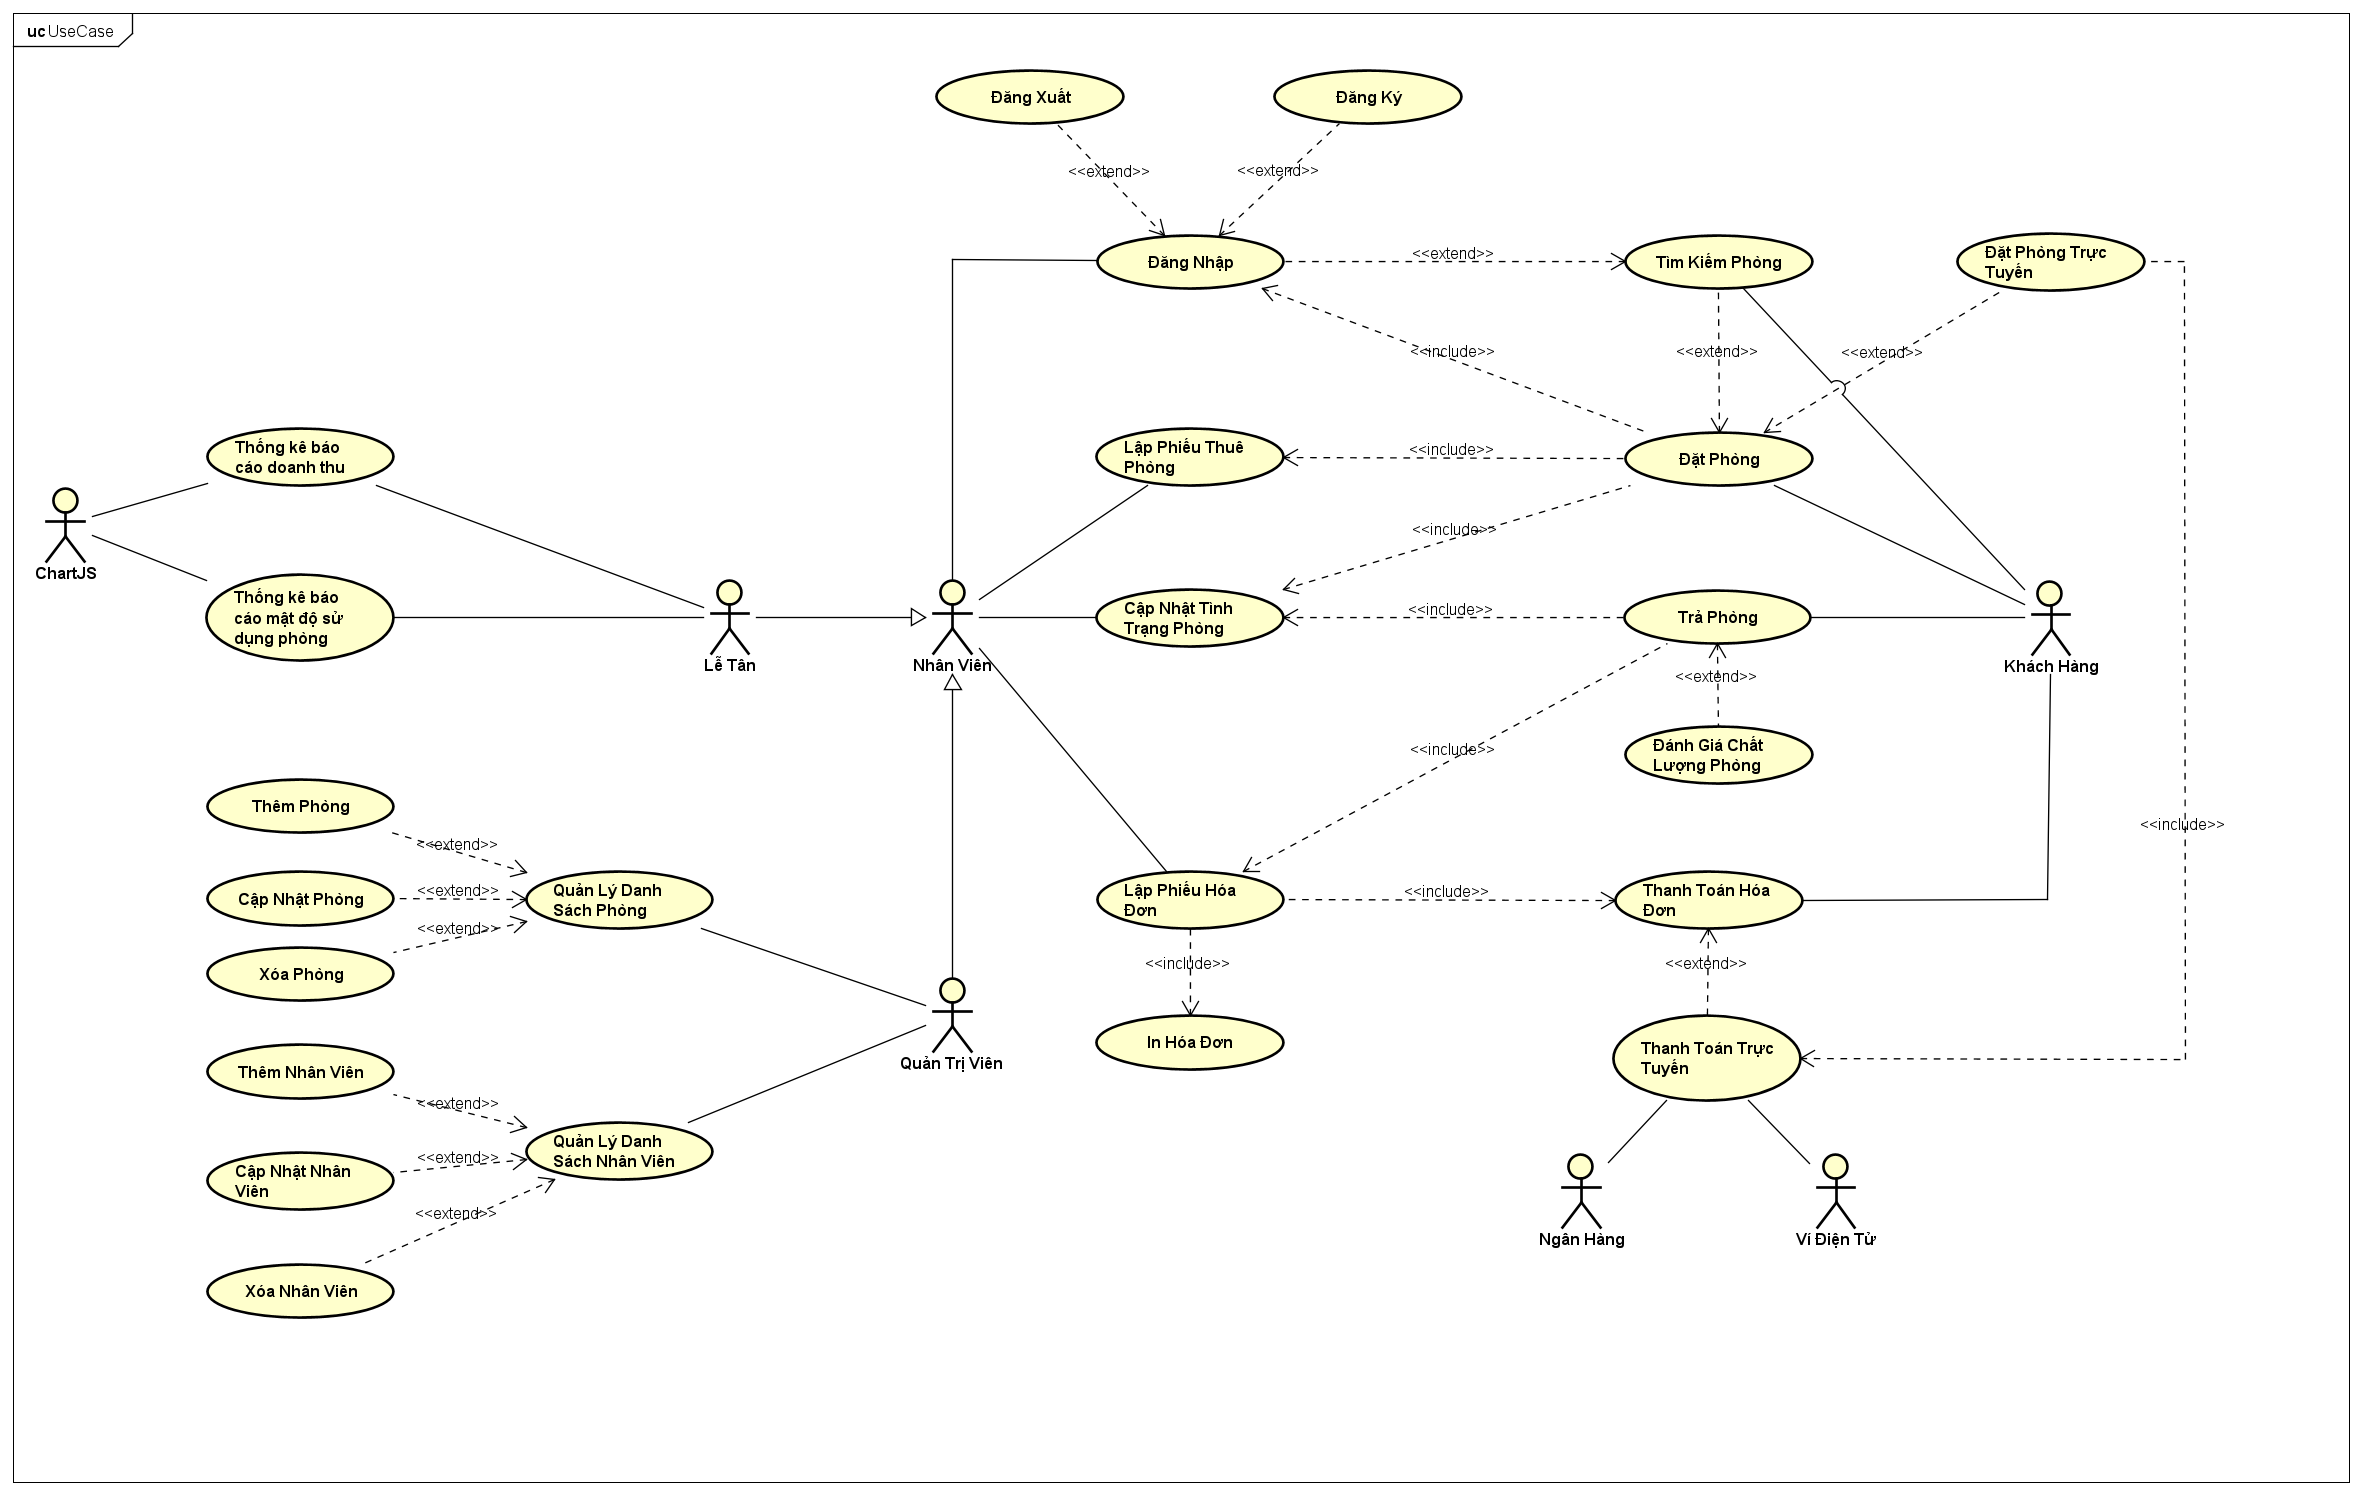 uc UseCase
Đăng Xuất
Đăng Ký
<<extend>>
<<extend>>
Đăng Nhập
<<extend>>
Tìm Kiếm Phòng
Đặt Phòng Trực
Tuyến
<<include>>
<<extend>>
<<extend>>
Thống kê báo
cáo doanh thu
Lập Phiếu Thuê
Phòng
<<include>>
Đặt Phòng
<<include>>
ChartJS
Thống kê báo
cáo mật độ sử
dụng phòng
Lễ Tân
Nhân Viên
Cập Nhật Tình
Trạng Phòng
<<include>>
Trả Phòng
Khách Hàng
<<extend>>
<<include>>
Đánh Giá Chất
Lượng Phòng
Thêm Phòng
<<extend>>
<<include>>
Cập Nhật Phòng
<<extend>>
Quản Lý Danh
Sách Phòng
Lập Phiếu Hóa
Đơn
<<include>>
Thanh Toán Hóa
Đơn
<<extend>>
Xóa Phòng
<<include>>
<<extend>>
Quản Trị Viên
In Hóa Đơn
Thanh Toán Trực
Tuyến
Thêm Nhân Viên
<<extend>>
Quản Lý Danh
Sách Nhân Viên
<<extend>>
Cập Nhật Nhân
Viên
<<extend>>
Ngân Hàng
Ví Điện Tử
Xóa Nhân Viên